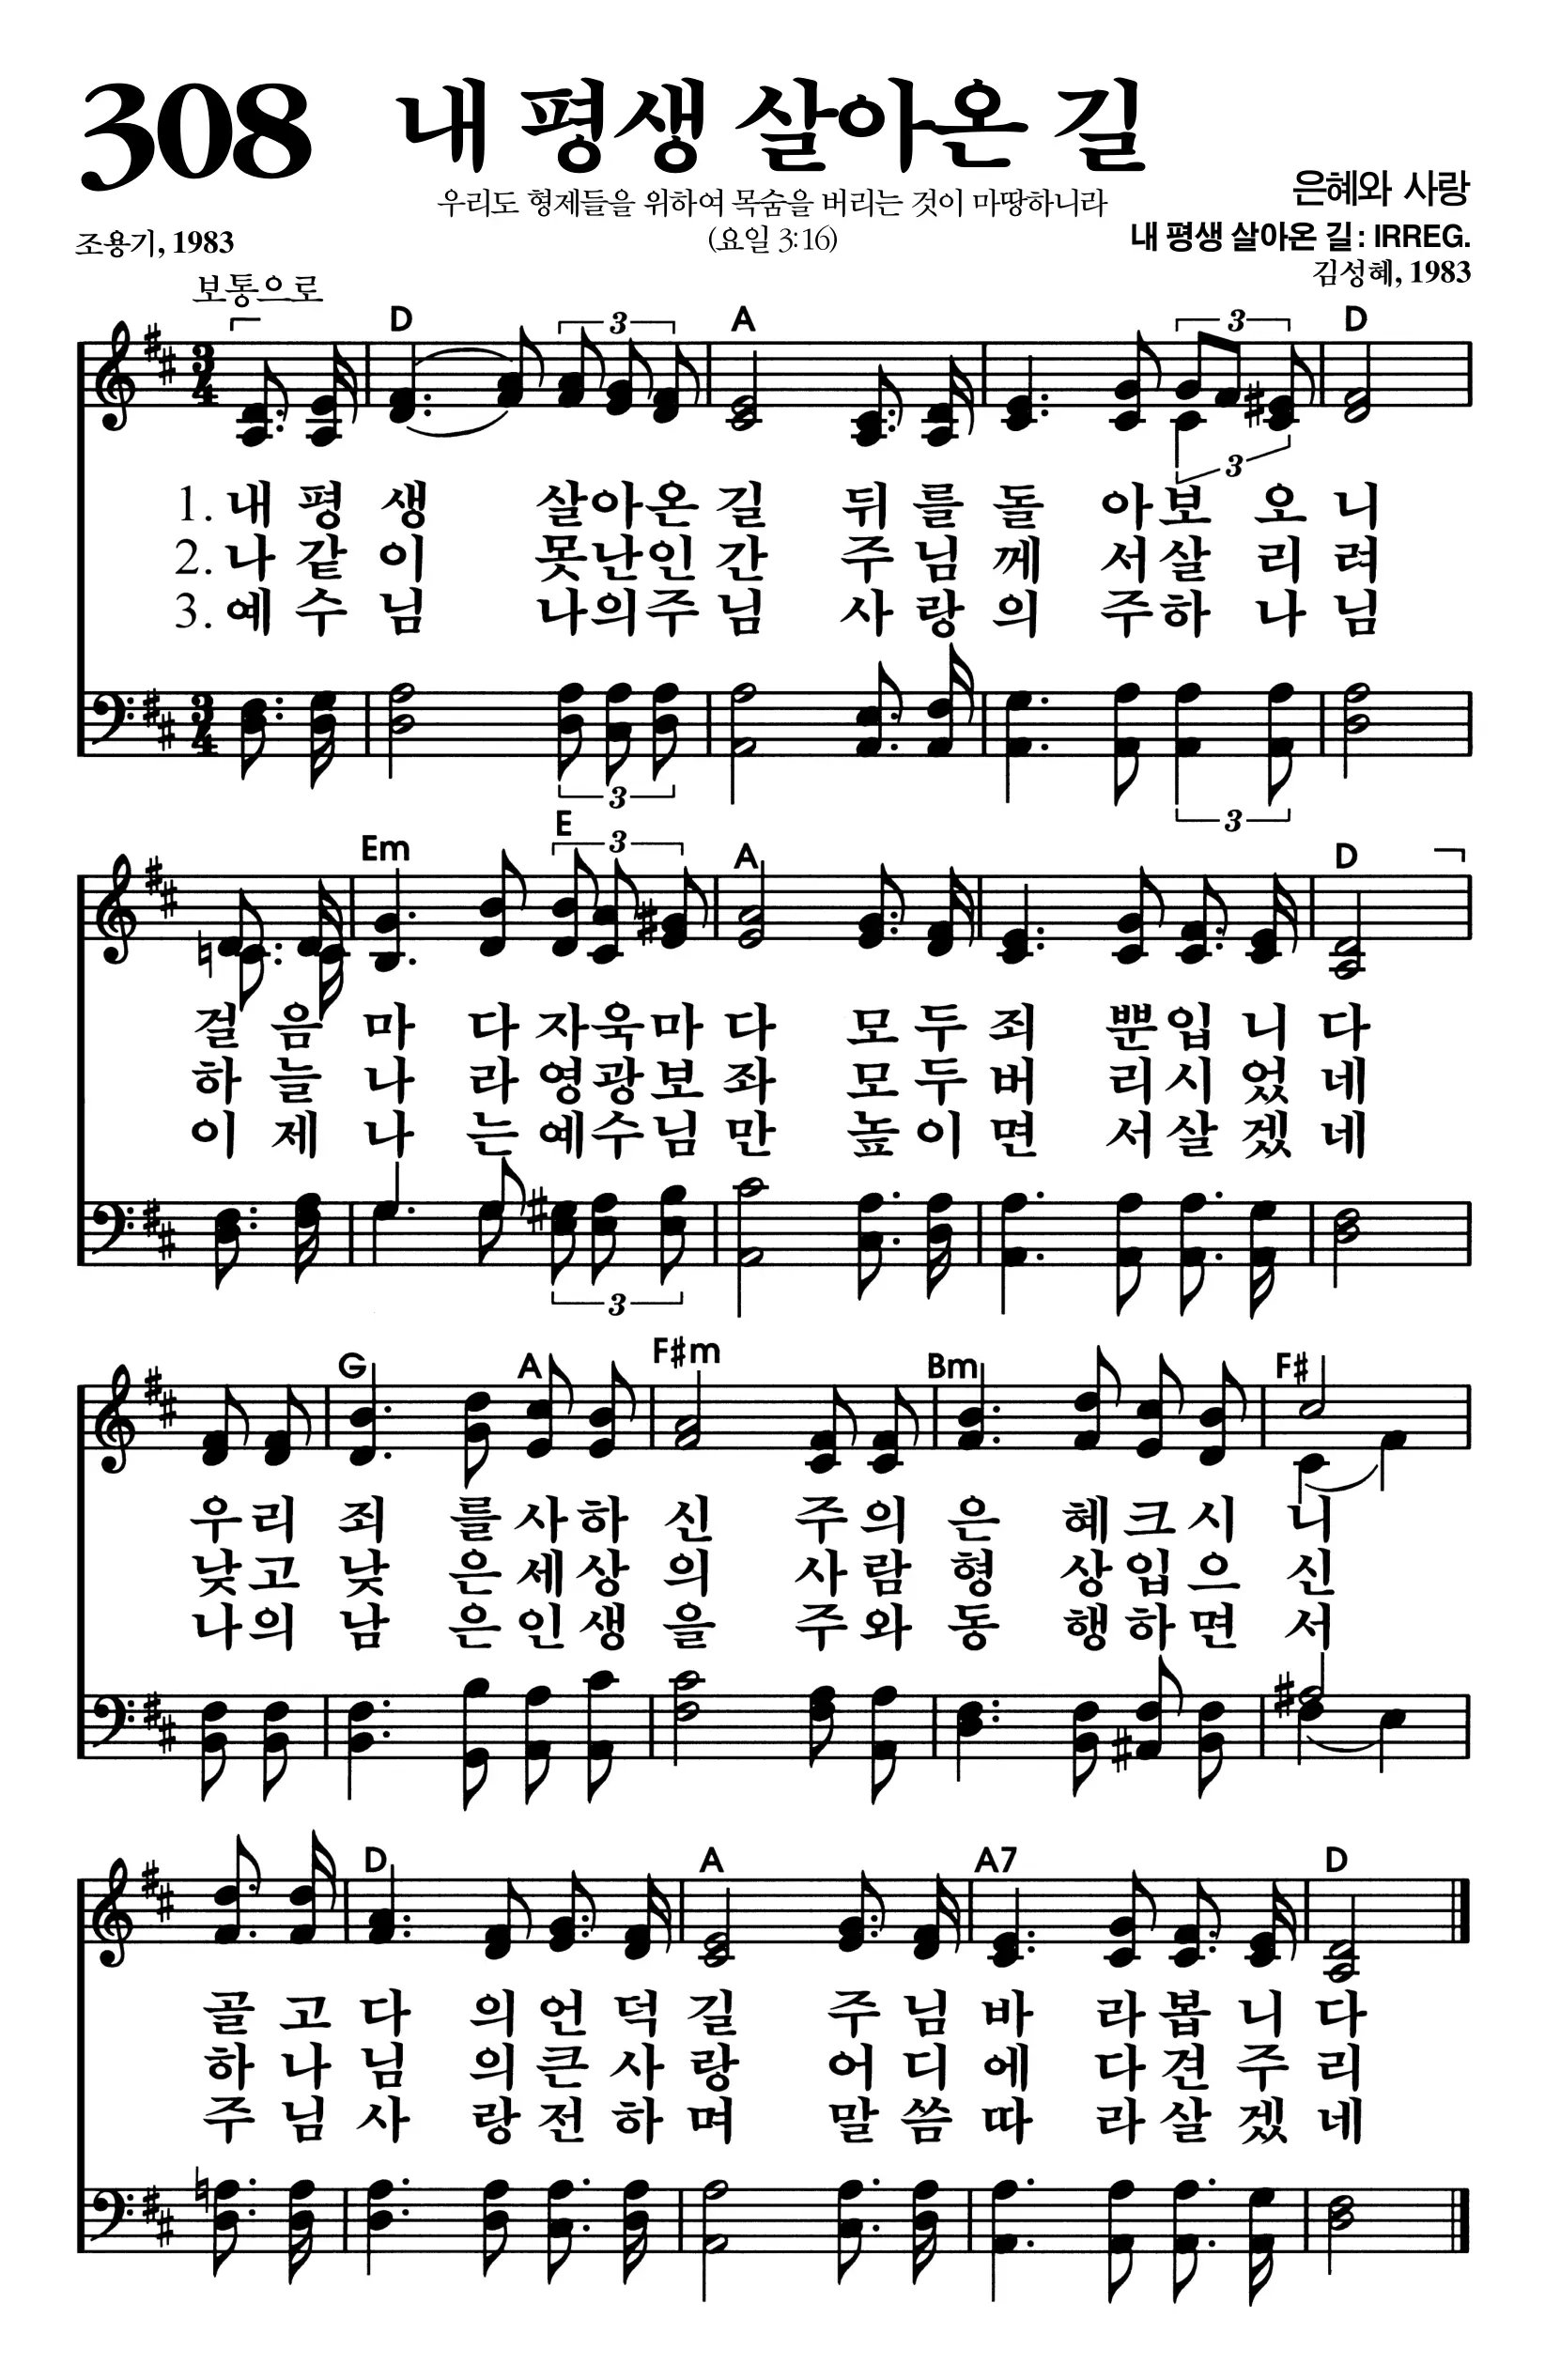 308 내 평생 살아온 길
우리도 형제들을 위하여 목숨을 버리는 것이 마땅하니라
은혜와 사랑
조용기, 1983
(요일 3:16)
내 평생 살아온 길 : IRREG.
김성혜, 1983
보통으로
D 3 A 3 D
3
4
3
1. 내 평 생 살아온 길 뒤 를 돌 아보 오 니
2. 나 같 이 못난인 간 주 님 께 서살 리 려
3. 예 수 님 나의주 님 사 랑 의 주하 나 님
3
4
3 3
Em E 3 A D
걸 음 마 다 자욱마 다 모 두 죄 뿐입 니 다
하 늘 나 라 영광보 좌 모 두 버 리시 었 네
이 제 나 는 예수님 만 높 이 면 서살 겠 네
3
G A F#m Bm F#
우 리 죄 를 사 하 신 주 의 은 혜 크 시 니
낮 고 낮 은 세 상 의 사 람 형 상 입 으 신
나 의 남 은 인 생 을 주 와 동 행 하 면 서
D A A7 D
골 고 다 의 언 덕 길 주 님 바 라 봅 니 다
하 나 님 의 큰 사 랑 어 디 에 다 견 주 리
주 님 사 랑 전 하 며 말 씀 따 라 살 겠 네